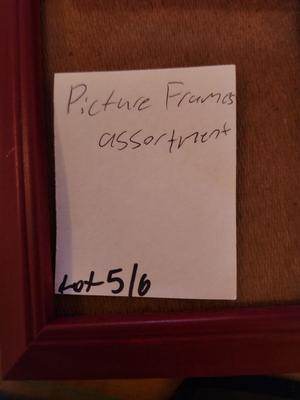 Picture Frames
assortment
Lot 5/6